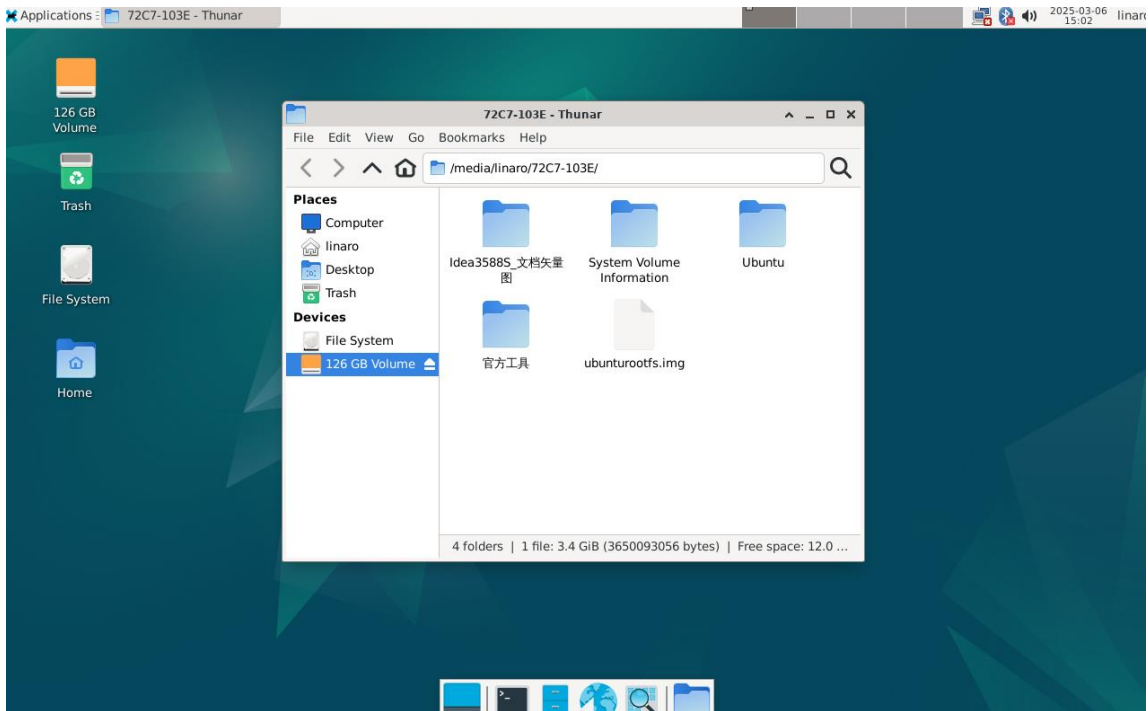 Applications
72C7-103E - Thunar
2025-03-06
15:02
linaro
126 GB
Volume
Trash
File System
Home
72C7-103E - Thunar
File Edit View Go Bookmarks Help
/media/linaro/72C7-103E/
Places
Computer
linaro
Desktop
Trash
Devices
File System
126 GB Volume
Idea3588S_文档矢量
图
System Volume
Information
Ubuntu
官方工具
ubunturootfs.img
4 folders | 1 file: 3.4 GiB (3650093056 bytes) | Free space: 12.0 ...